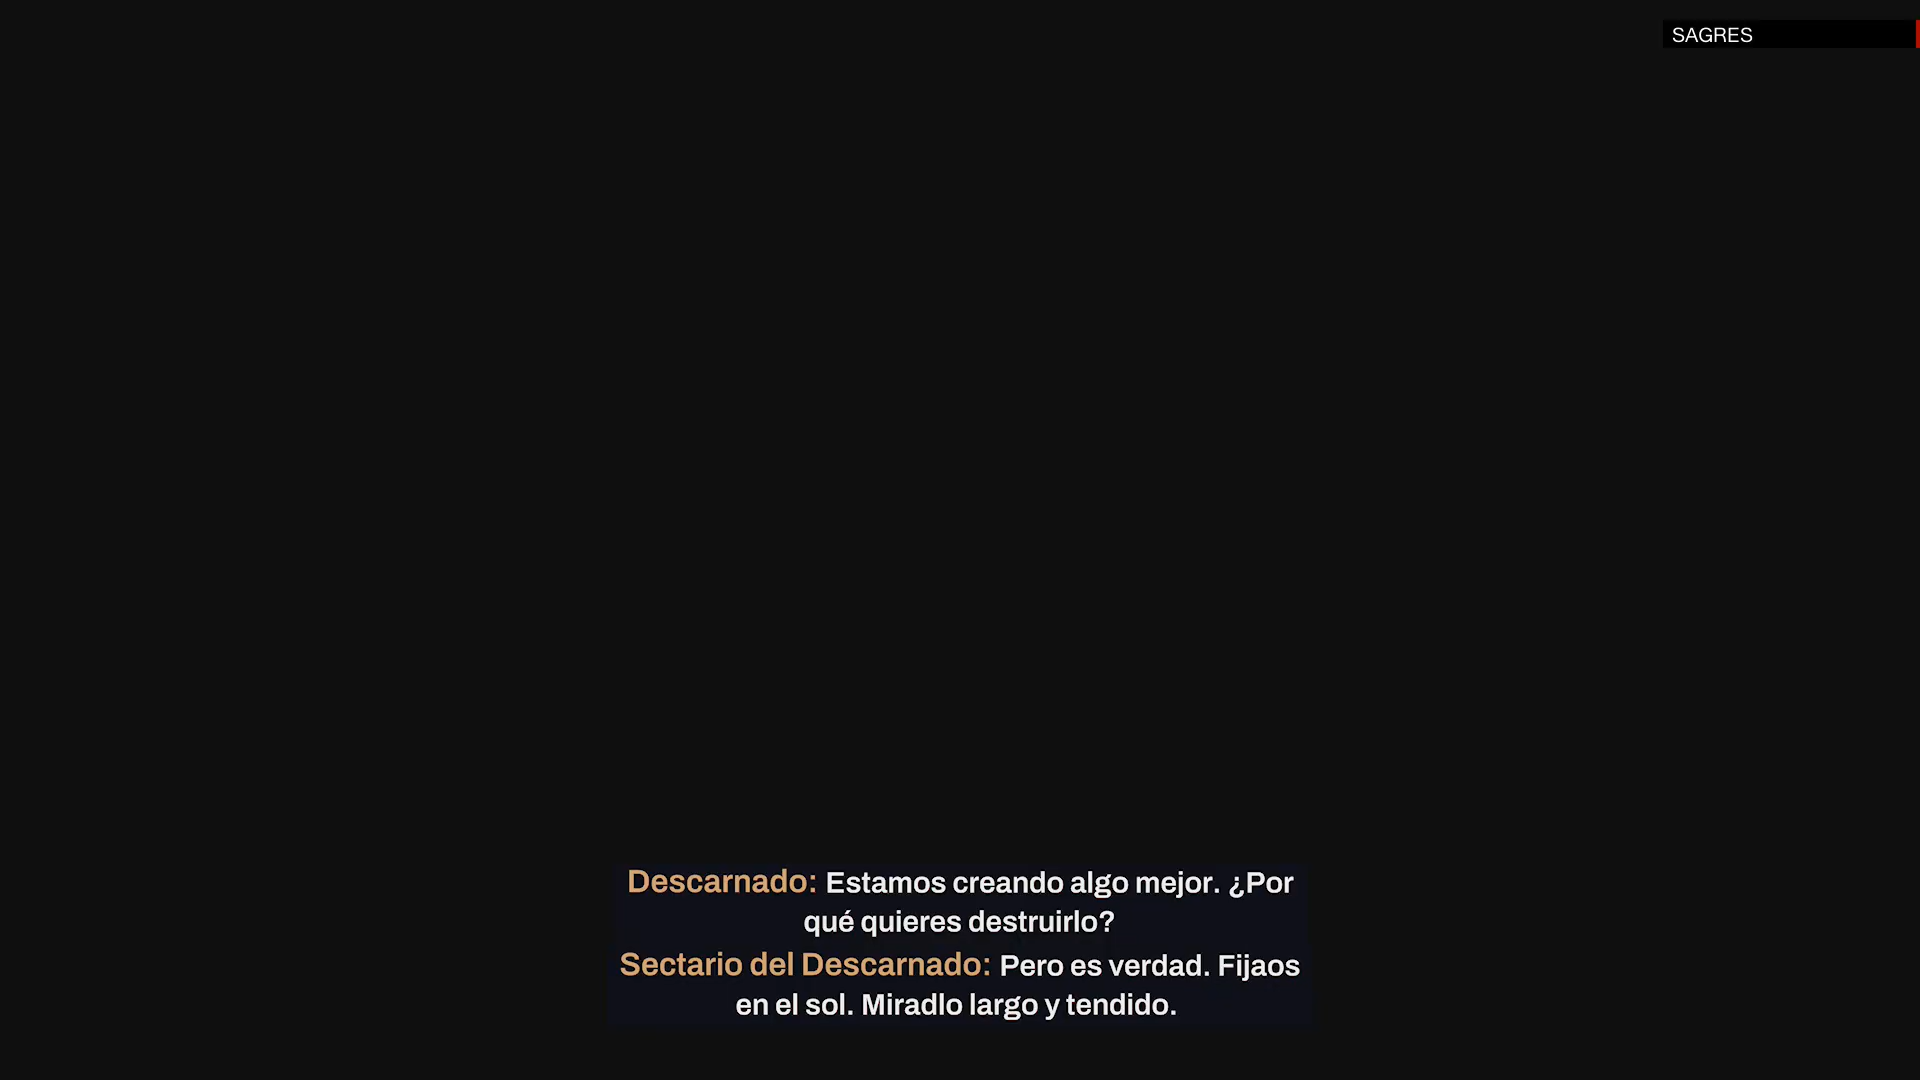 SAGRES
Descarnado: Estamos creando algo mejor. ¿Por
qué quieres destruirlo?
Sectario del Descarnado: Pero es verdad. Fijaos
en el sol. Miradlo largo y tendido.